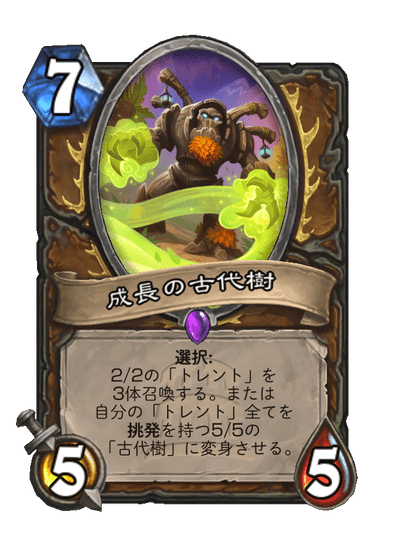 7
成長の古代樹
選択:
2/2の「トレント」を
3体召喚する。または
自分の「トレント」全てを
挑発を持つ5/5の
「古代樹」に変身させる。
5
5